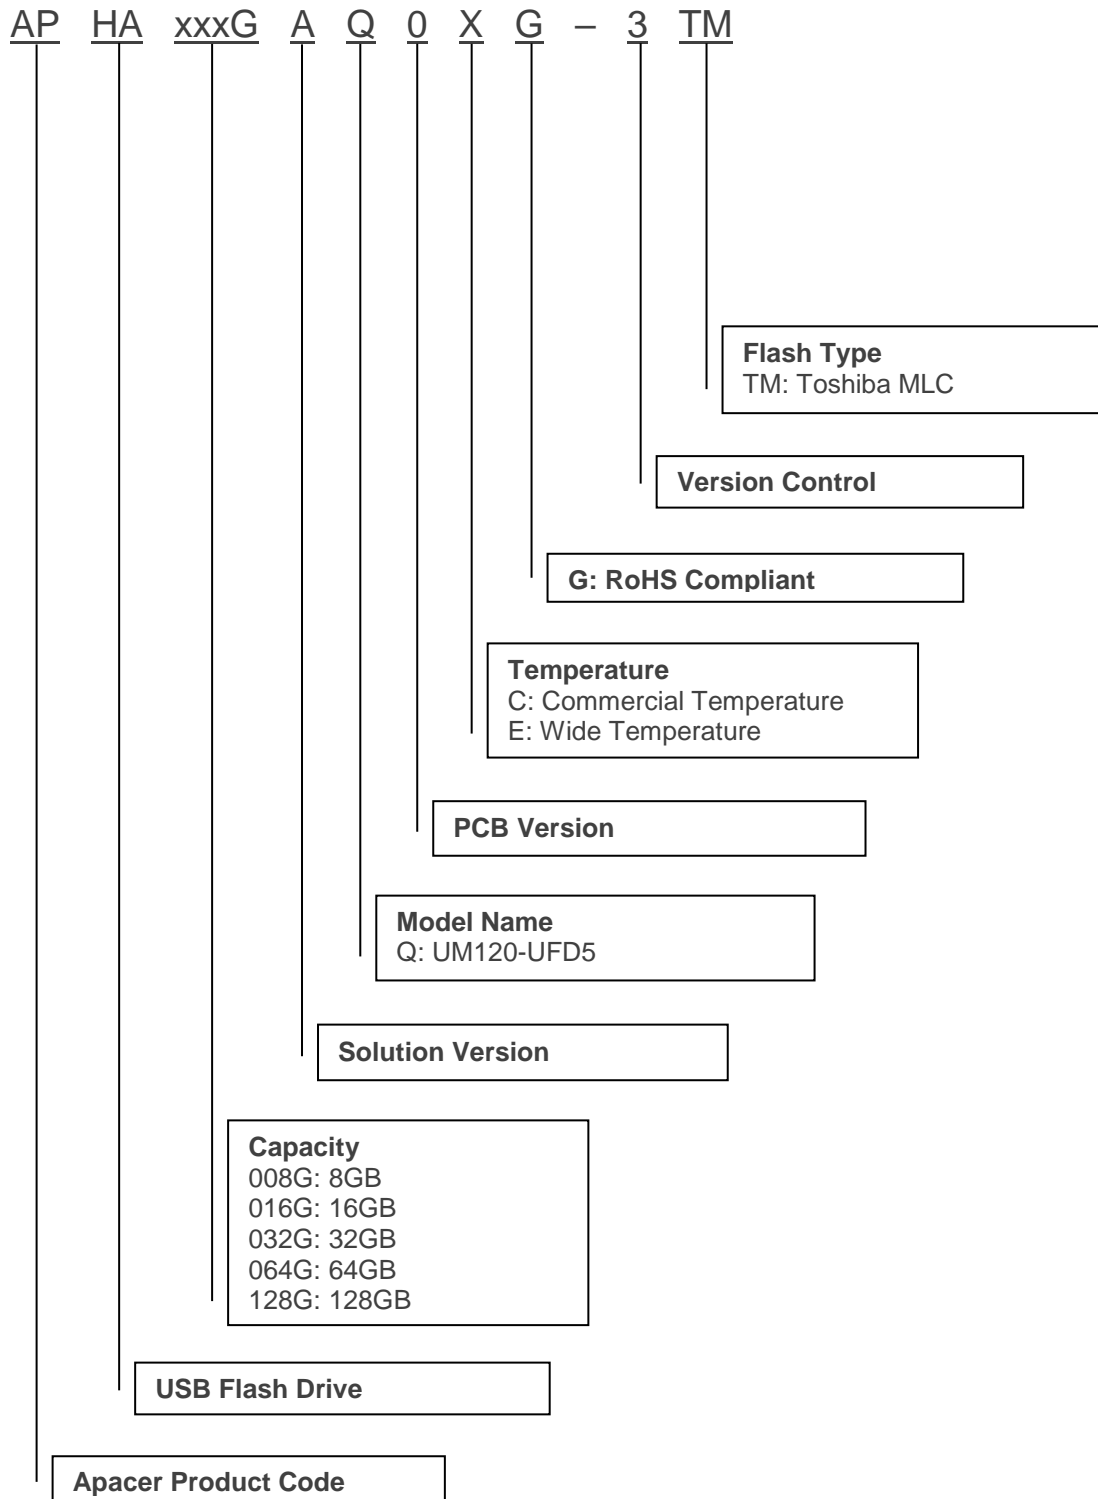 AP HA xxxG A Q 0 X G – 3 TM
Flash Type
TM: Toshiba MLC
Version Control
G: RoHS Compliant
Temperature
C: Commercial Temperature
E: Wide Temperature
PCB Version
Model Name
Q: UM120-UFD5
Solution Version
Capacity
008G: 8GB
016G: 16GB
032G: 32GB
064G: 64GB
128G: 128GB
USB Flash Drive
Apacer Product Code